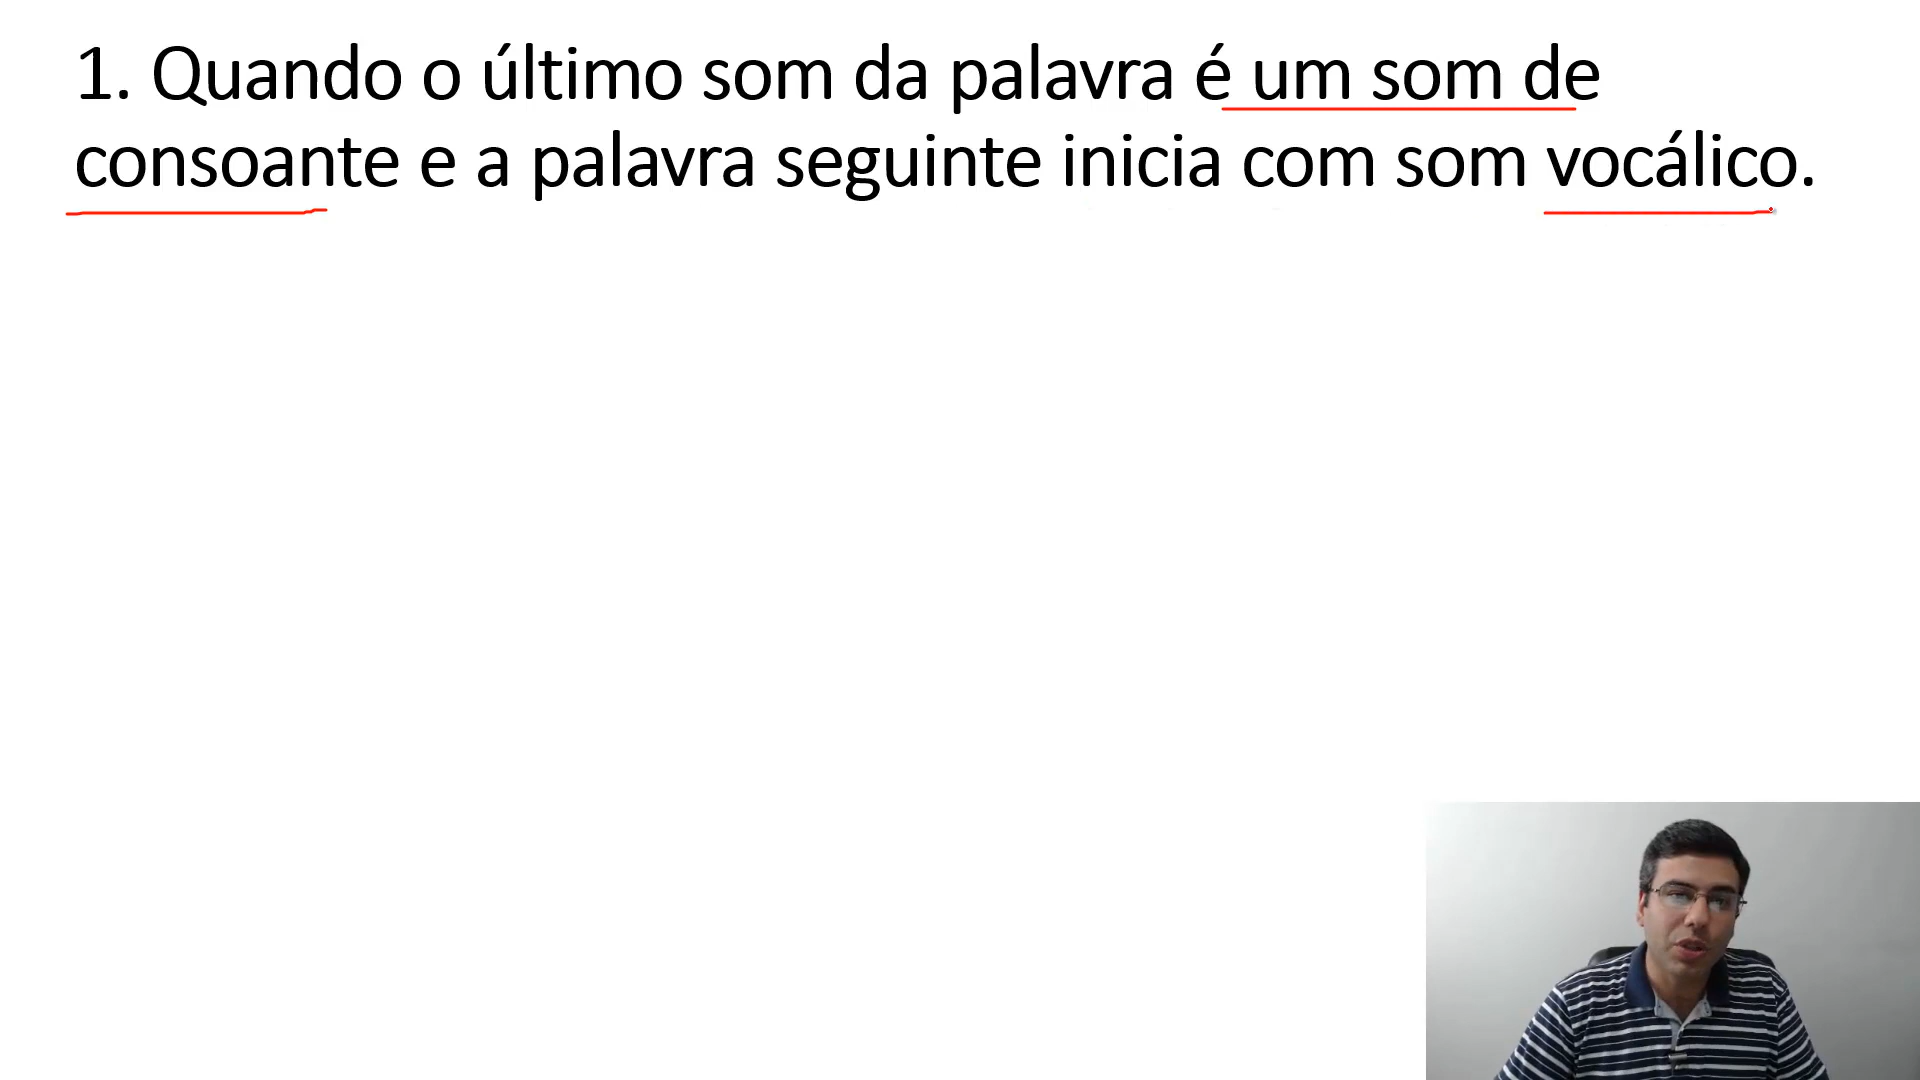 1. Quando o último som da palavra é um som de
consoante e a palavra seguinte inicia com som vocálico.